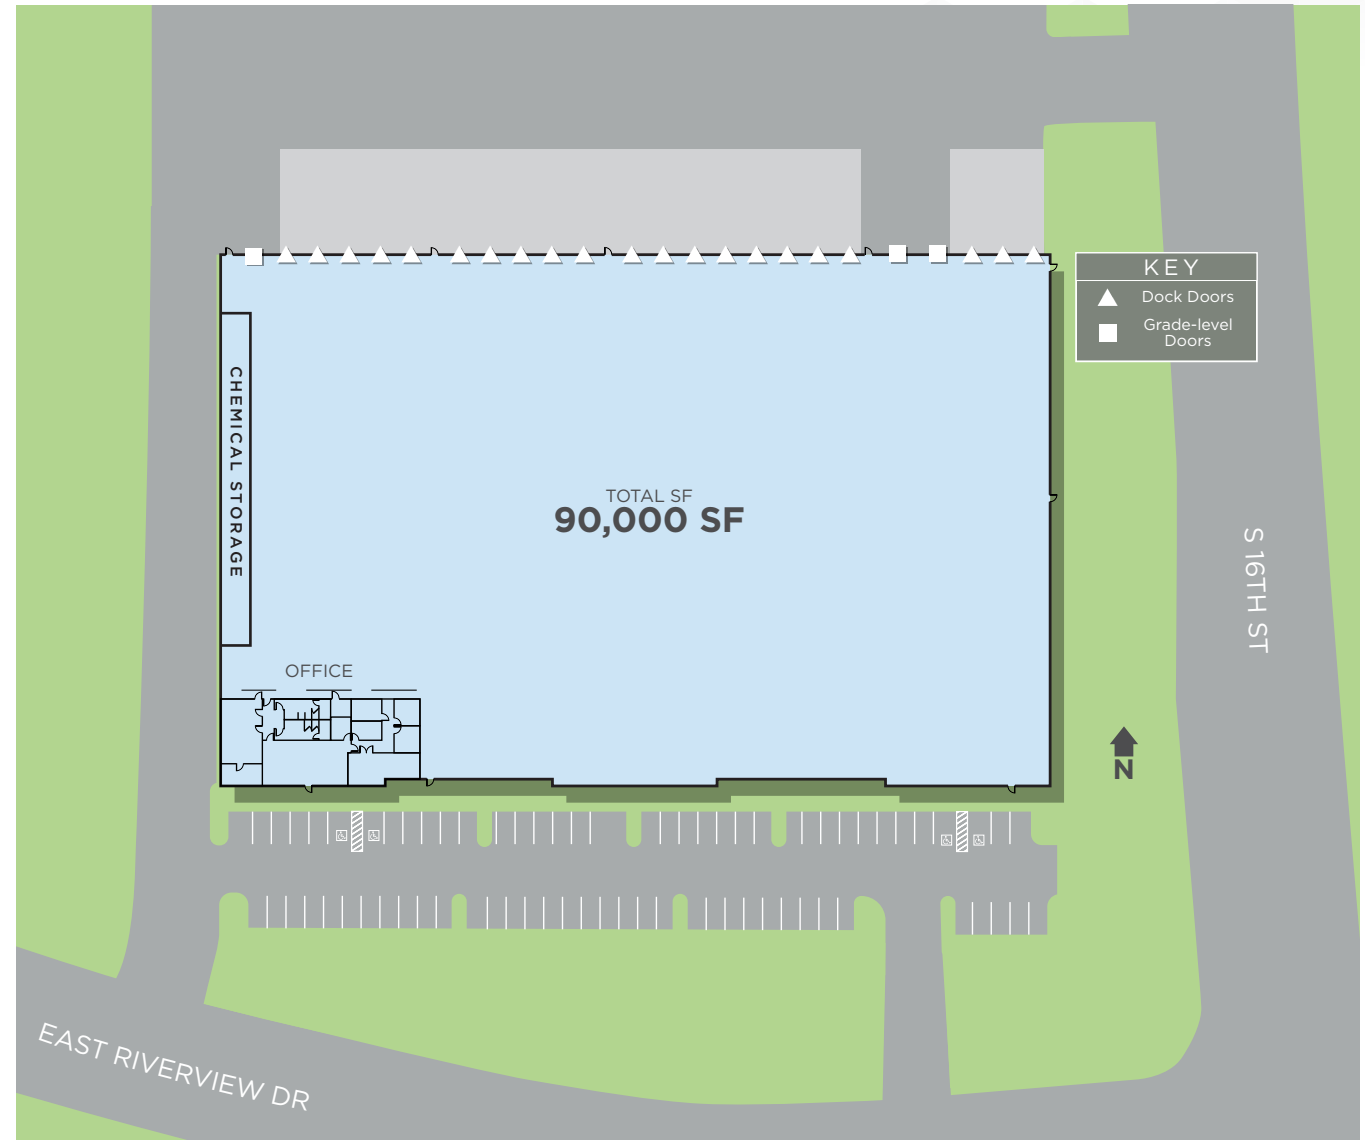 KEY
Dock Doors
Grade-level
Doors
CHEMICAL STORAGE
TOTAL SF
90,000 SF
S 16TH ST
OFFICE
N
EAST RIVERVIEW DR